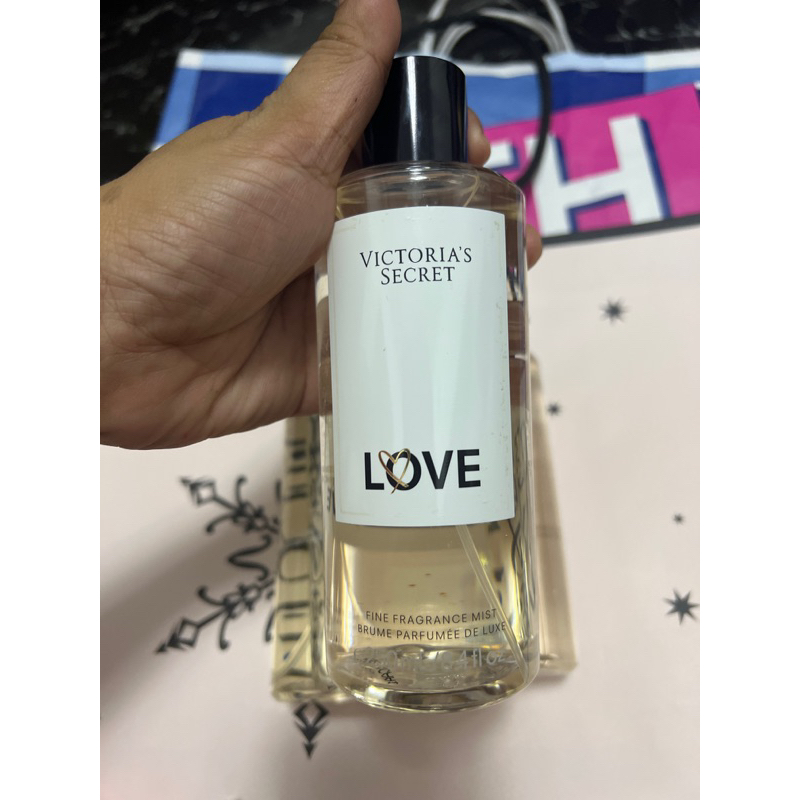 VICTORIA'S
SECRET
LOVE
FINE FRAGRANCE MIST
BRUME PARFUMÉE DE LUXE